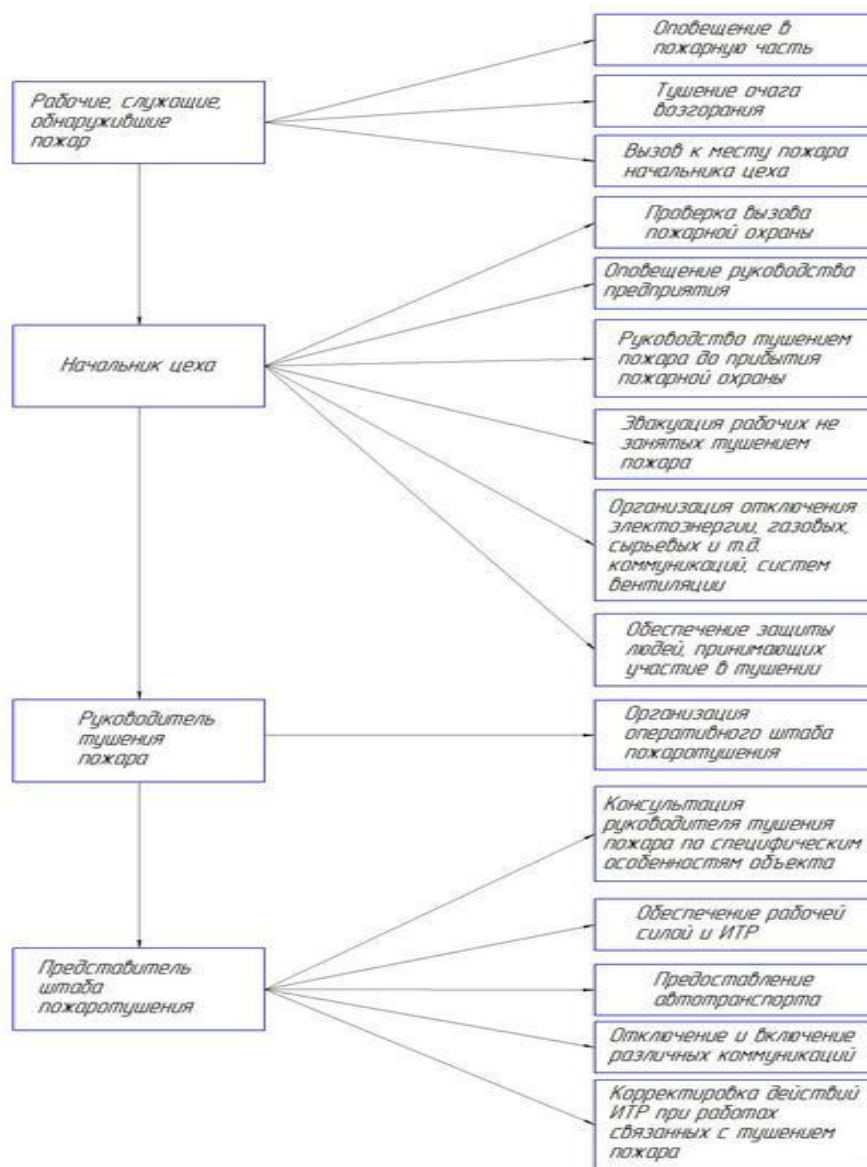 Рабочие, служащие,
обнаружившие
пожар
Оповещение в
пожарную часть
Тушение очага
возгорания
Вызов к месту пожара
начальника цеха
Начальник цеха
Проверка вызова
пожарной охраны
Оповещение руководства
предприятия
Руководство тушением
пожара до прибытия
пожарной охраны
Эвакуация рабочих не
занятых тушением
пожара
Организация отключения
электоэнергии, газовых,
сырьевых и т.д.
коммуникаций, систем
вентиляции
Обеспечение защиты
людей, принимающих
участие в тушении
Руководитель
тушения
пожара
Организация
оперативного штаба
пожаротушения
Представитель
штаба
пожаротушения
Консультация
руководителя тушения
пожара по специфическим
особенностям объекта
Обеспечение рабочей
силой и ИТР
Предоставление
автотранспорта
Отключение и включение
различных коммуникаций
Корректировка действий
ИТР при работах
связанных с тушением
пожара